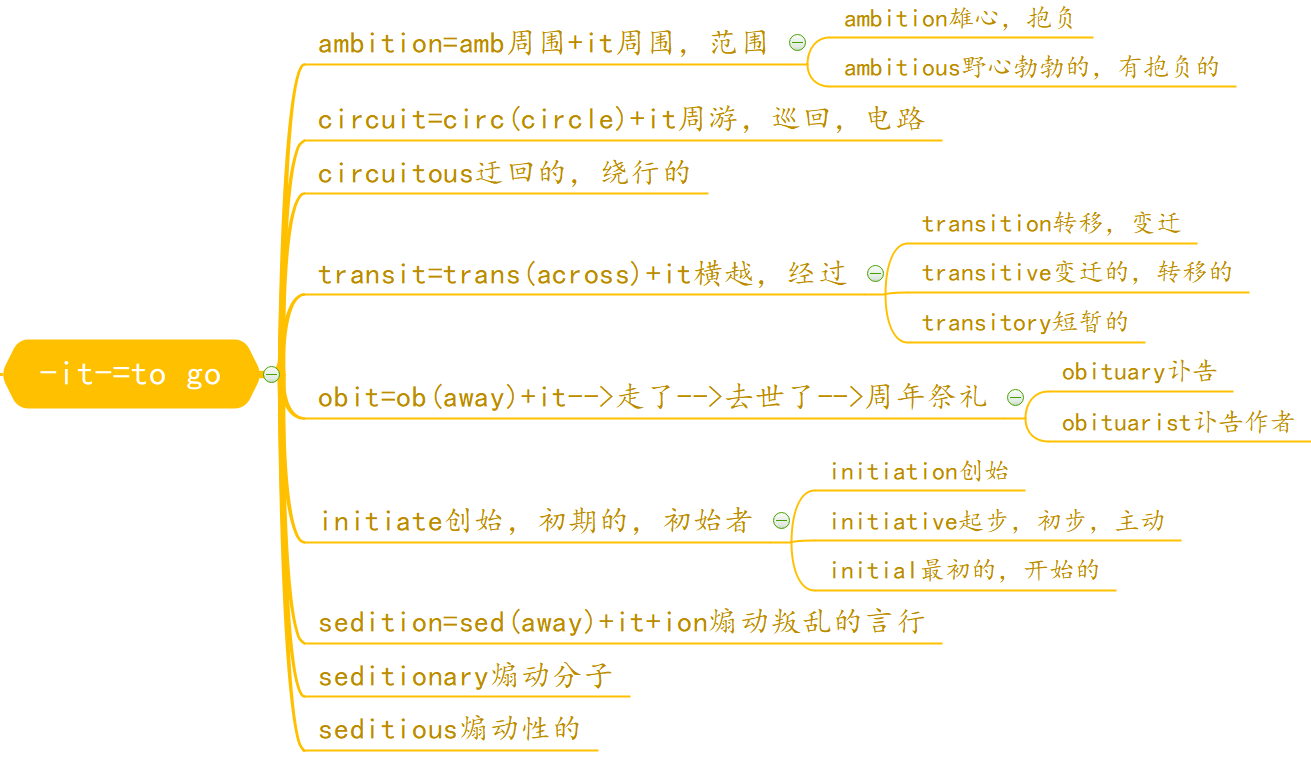 -it-=to go
ambition=amb周围+it周围，范围
ambition雄心，抱负
ambitious野心勃勃的，有抱负的
circuit=circ(circle)+it周游，巡回，电路
circuitous迂回的，绕行的
transit=trans(across)+it横越，经过
transition转移，变迁
transitive变迁的，转移的
transitory短暂的
obit=ob(away)+it-->走了-->去世了-->周年祭礼
obituary讣告
obituarist讣告作者
initiate创始，初期的，初始者
initiation创始
initiative起步，初步，主动
initial最初的，开始的
sedition=sed(away)+it+ion煽动叛乱的言行
seditionary煽动分子
seditious煽动性的